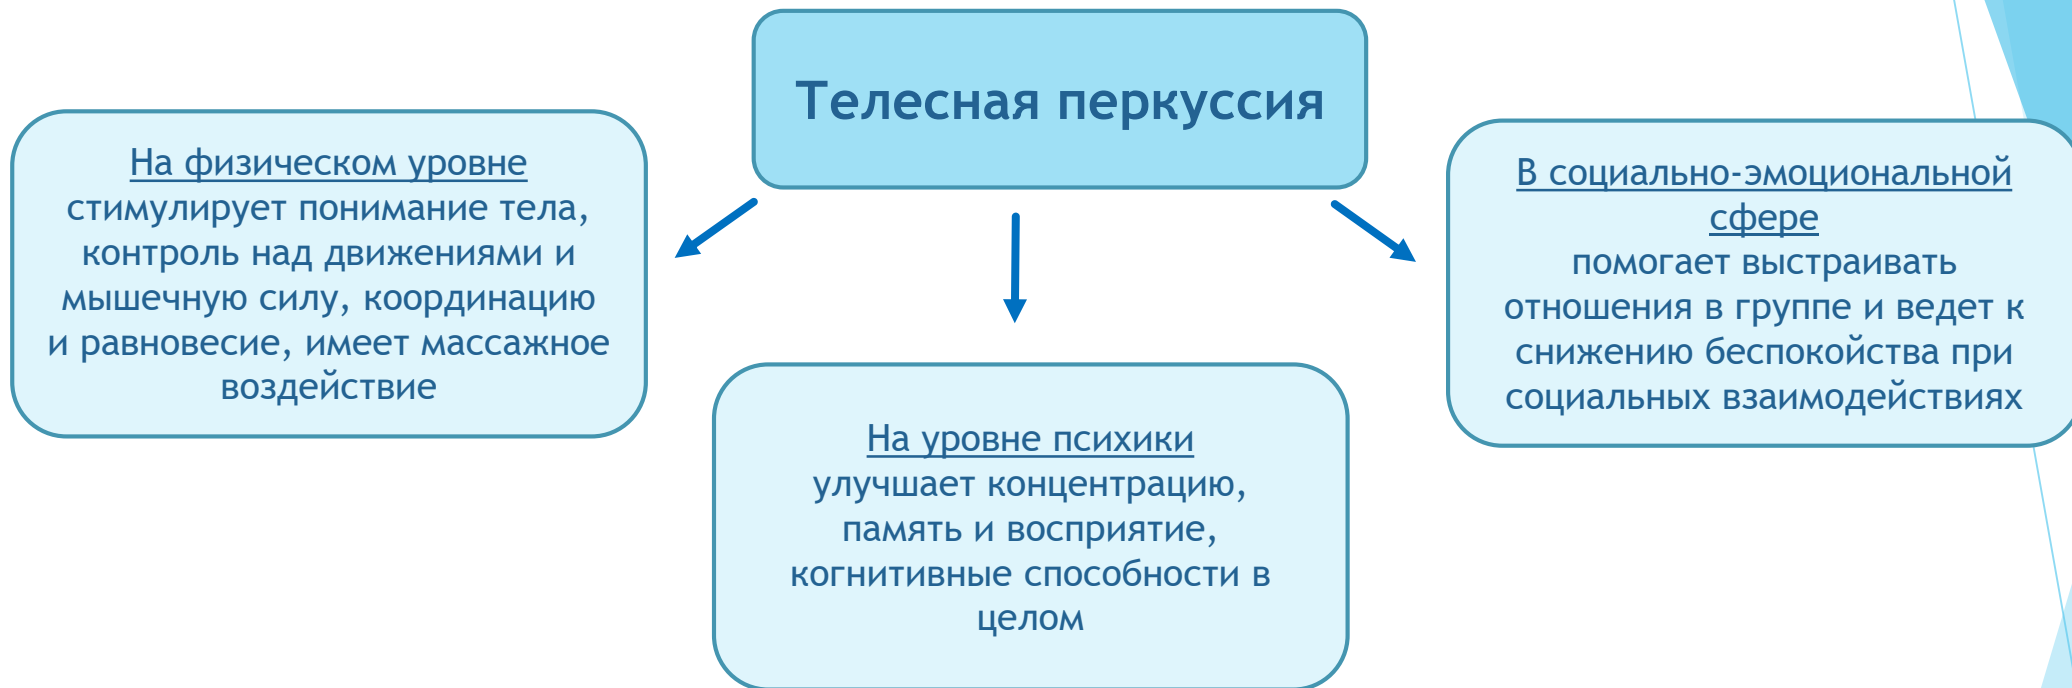 Телесная перкуссия
На физическом уровне
стимулирует понимание тела,
контроль над движениями и
мышечную силу, координацию
и равновесие, имеет массажное
воздействие
На уровне психики
улучшает концентрацию,
память и восприятие,
когнитивные способности в
целом
В социально-эмоциональной
сфере
помогает выстраивать
отношения в группе и ведет к
снижению беспокойства при
социальных взаимодействиях